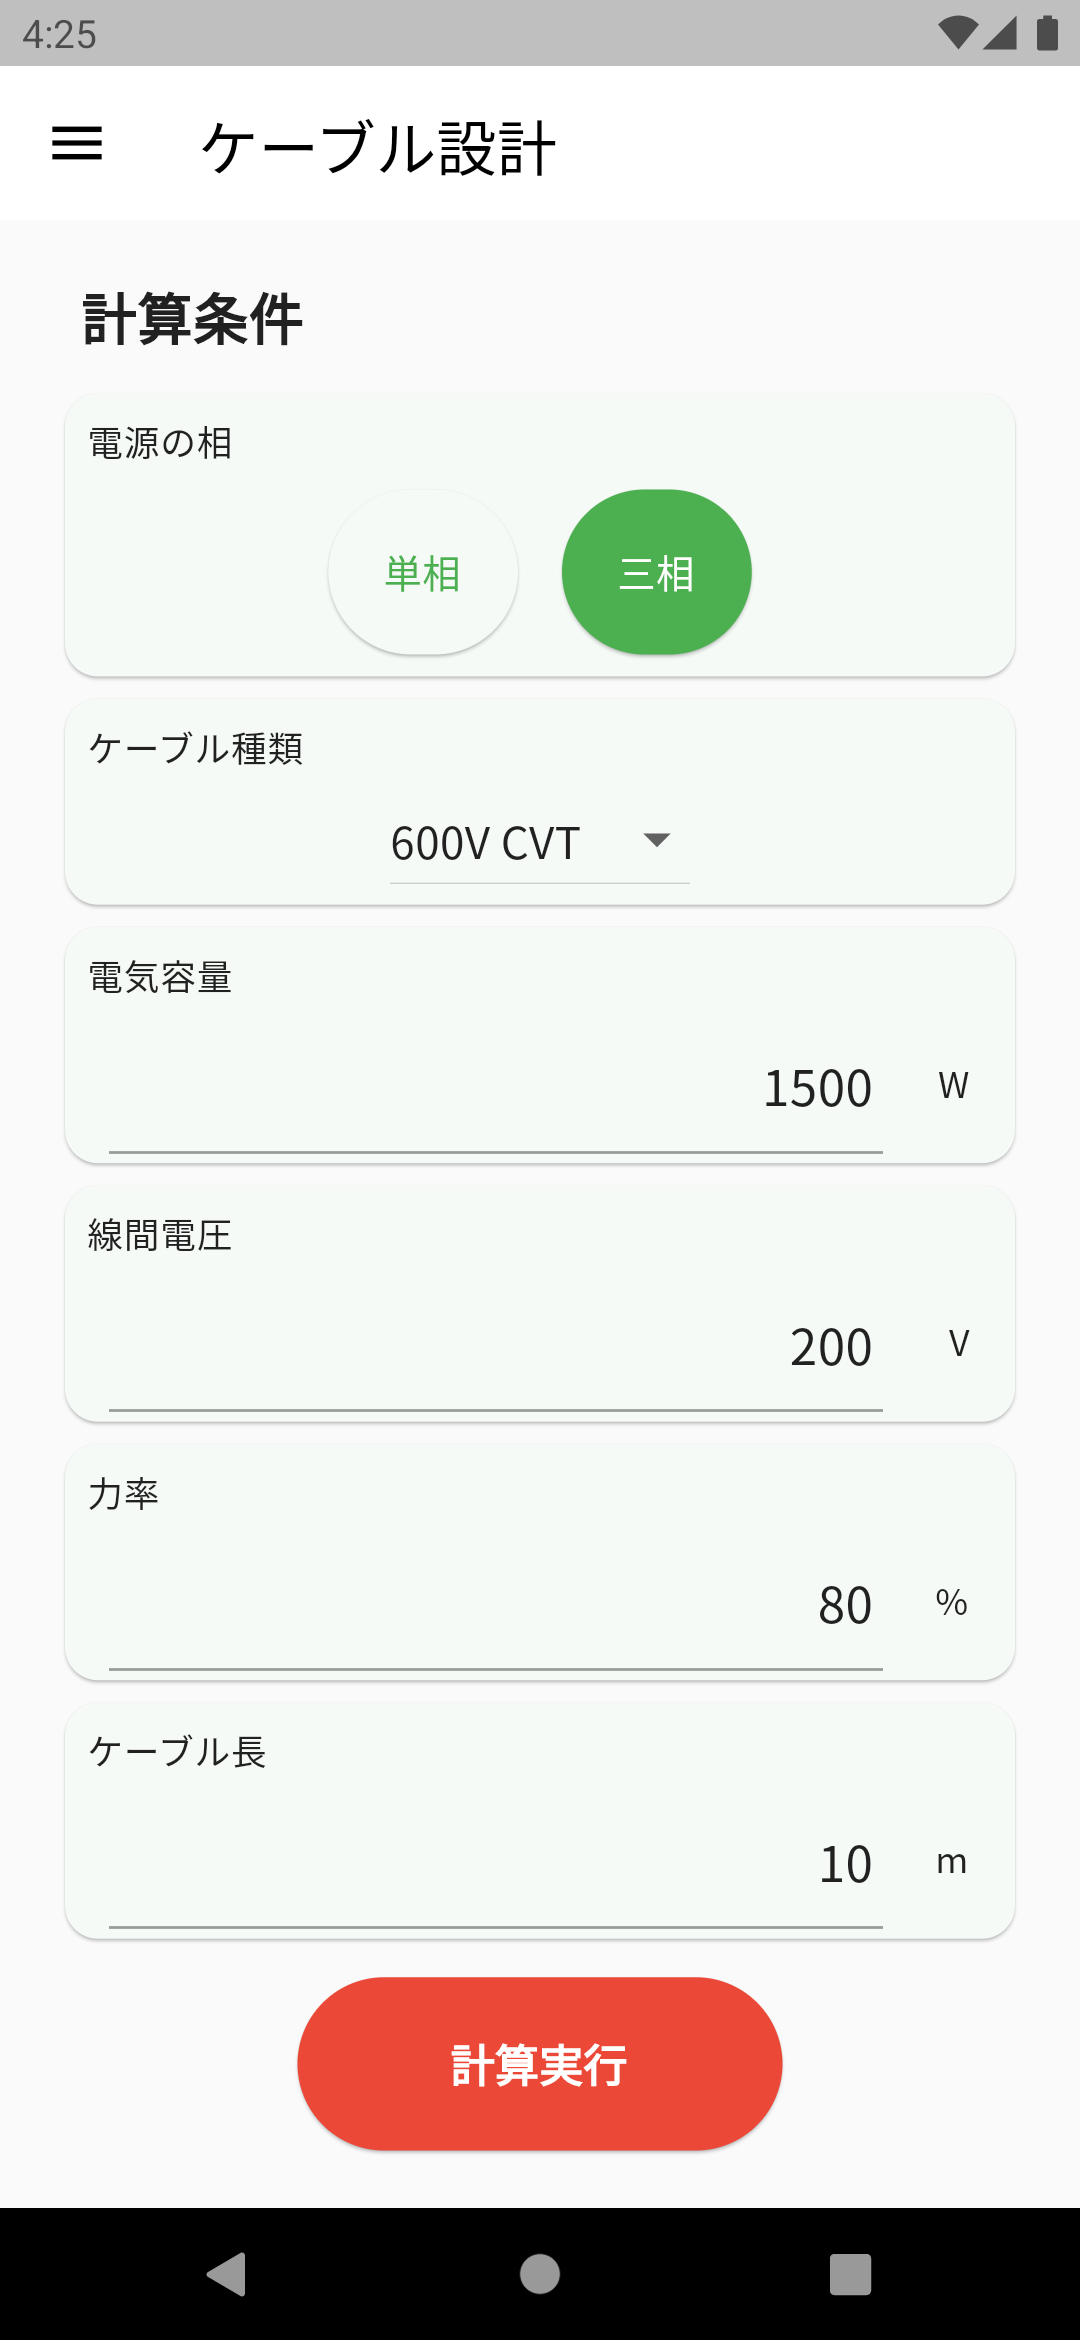 4:25
ケーブル設計
計算条件
電源の相
単相 三相
ケーブル種類
600V CVT
電気容量
1500 W
線間電圧
200 V
力率
80 %
ケーブル長
10 m
計算実行